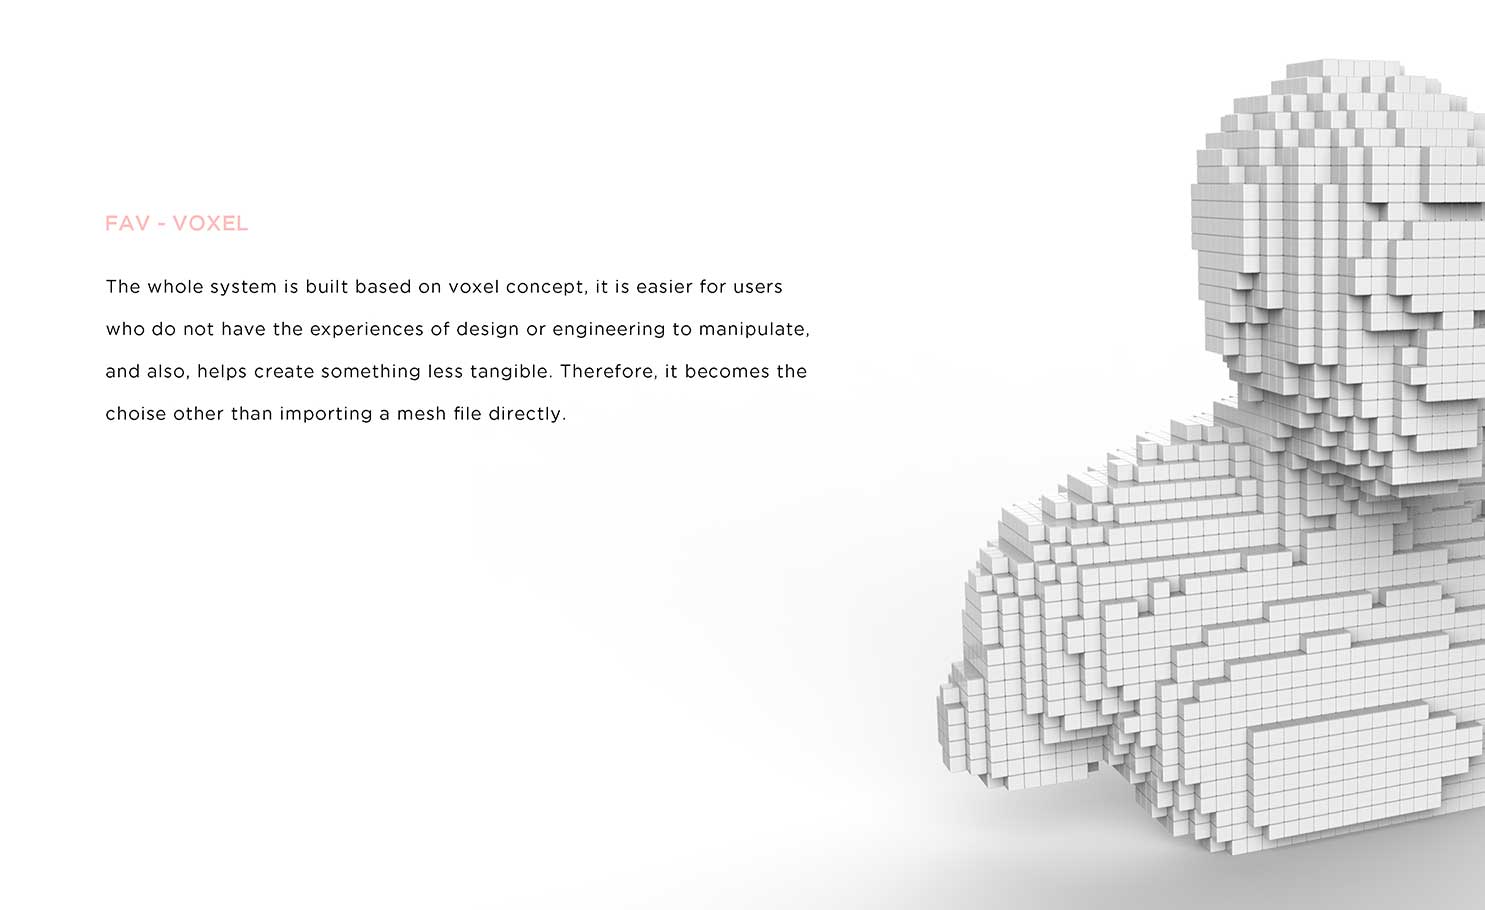 FAV - VOXEL
The whole system is built based on voxel concept, it is easier for users
who do not have the experiences of design or engineering to manipulate,
and also, helps create something less tangible. Therefore, it becomes the
choise other than importing a mesh file directly.